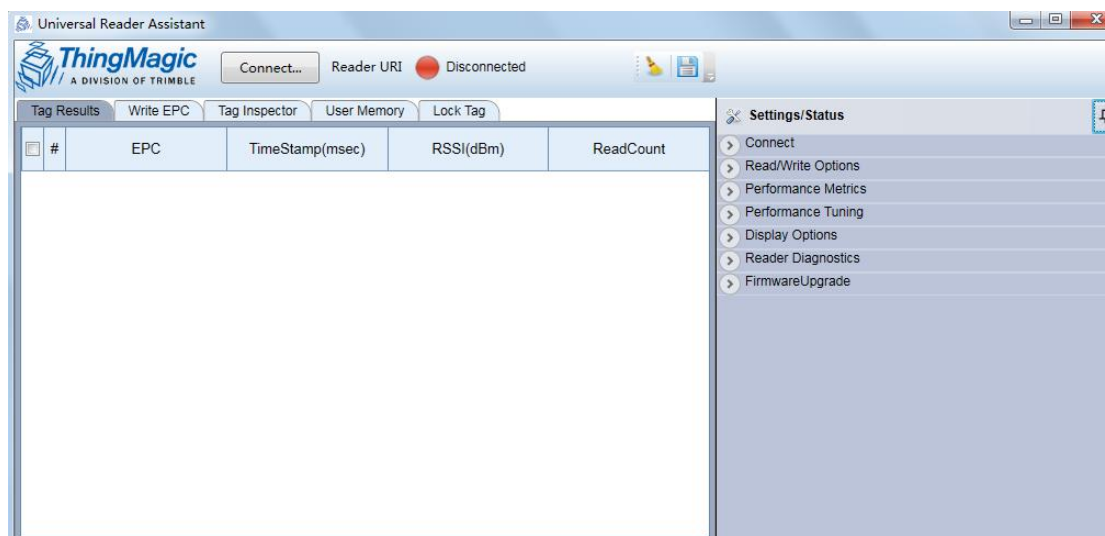 Universal Reader Assistant
ThingMagic
A DIVISION OF TRIMBLE
Connect... Reader URI Disconnected
Tag Results Write EPC Tag Inspector User Memory Lock Tag
# EPC TimeStamp(msec) RSSI(dBm) ReadCount
Settings/Status
Connect
Read/Write Options
Performance Metrics
Performance Tuning
Display Options
Reader Diagnostics
FirmwareUpgrade